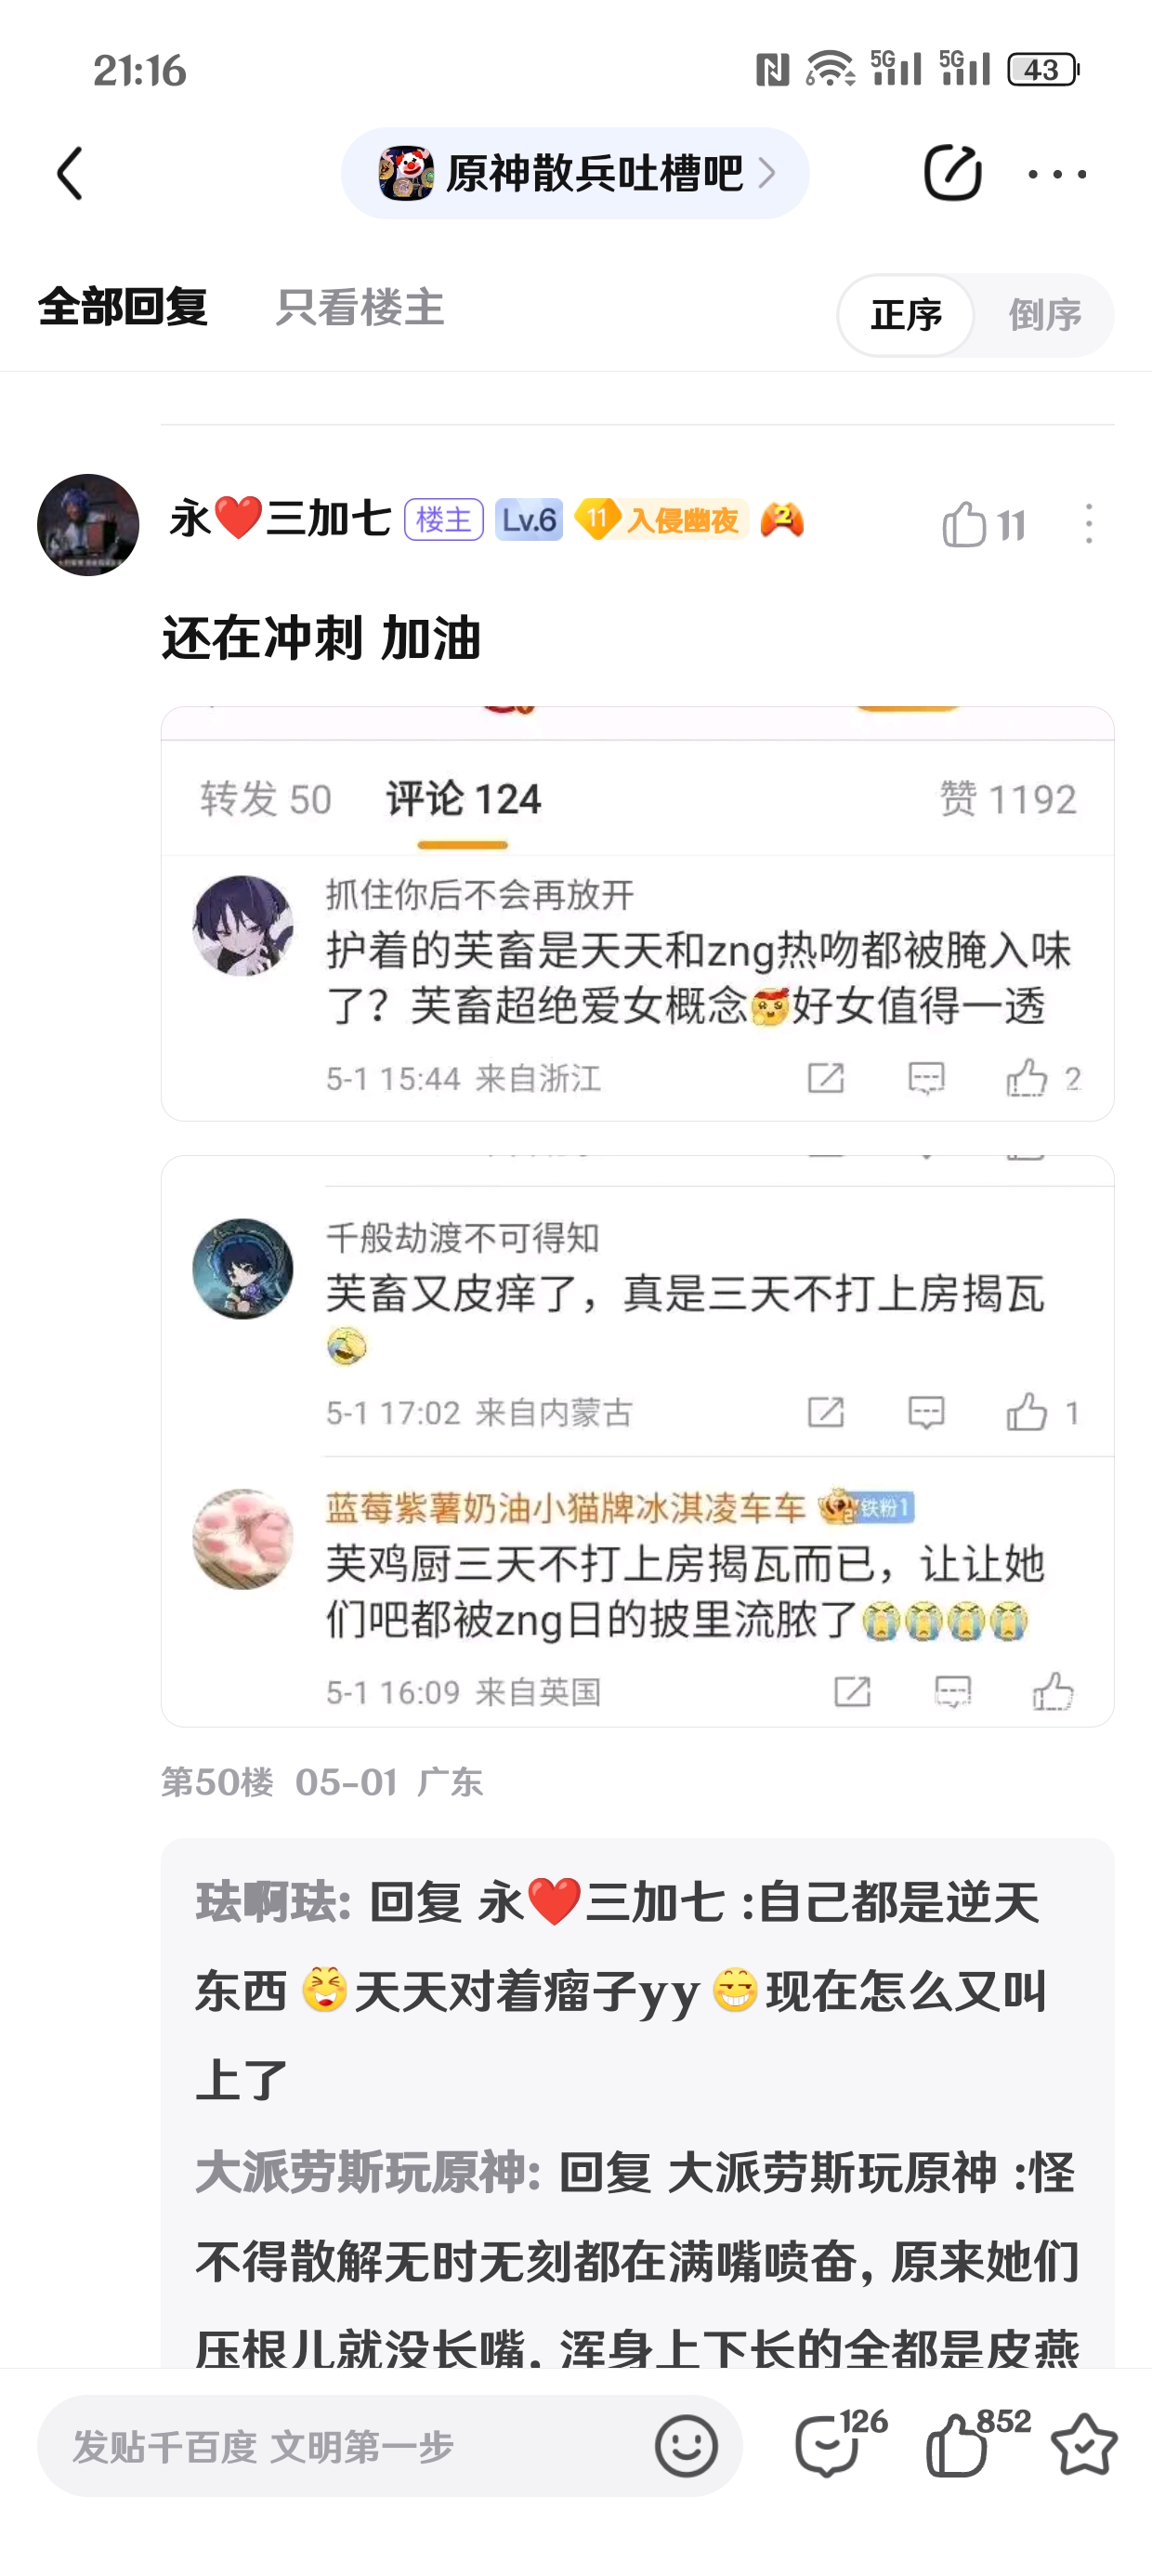 21:16
5G
5G
43
原神散兵吐槽吧
全部回复 只看楼主
正序 倒序
永❤️三加七 楼主 Lv.6 11 入侵幽夜 2
11
还在冲刺 加油
转发 50 评论 124 赞 1192
抓住你后不会再放开
护着的芙畜是天天和zng热吻都被腌入味
了？芙畜超绝爱女概念🥰好女值得一透
5-1 15:44 来自浙江 2
千般劫渡不可得知
芙畜又皮痒了，真是三天不打上房揭瓦
🤣
5-1 17:02 来自内蒙古 1
蓝莓紫薯奶油小猫牌冰淇凌车车 铁粉1
芙鸡厨三天不打上房揭瓦而已，让让她
们吧都被zng日的披里流脓了😭😭😭😭
5-1 16:09 来自英国
第50楼 05-01 广东
珐啊珐: 回复 永❤️三加七 :自己都是逆天
东西😆天天对着瘤子yy😁现在怎么又叫
上了
大派劳斯玩原神: 回复 大派劳斯玩原神 :怪
不得散解无时无刻都在满嘴喷奋, 原来她们
压根儿就没长嘴, 浑身上下长的全都是皮燕
发贴千百度 文明第一步
126
852